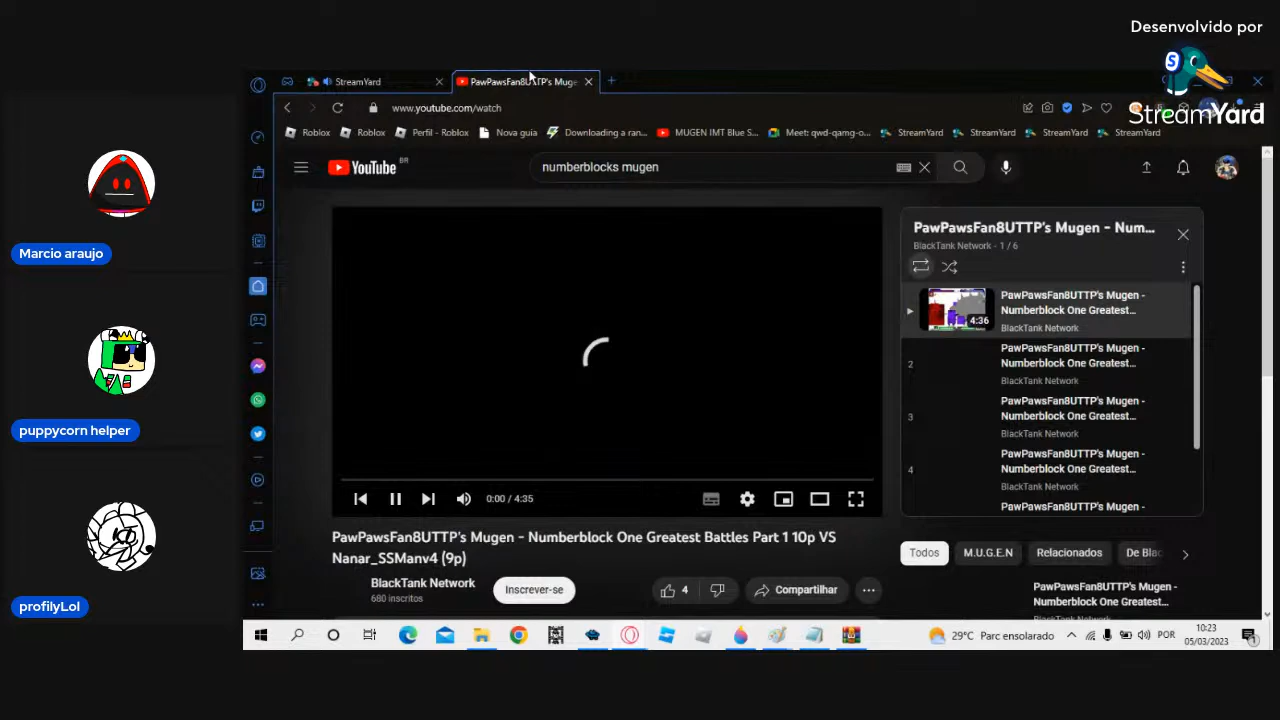 Desenvolvido por
StreamYard
StreamYard
PawPawsFan8UTTP's Muge
www.youtube.com/watch
Roblox
Roblox
Perfil - Roblox
Nova guia
Downloading a ran...
MUGEN IMT Blue S...
Meet: qwd-qamg-o...
StreamYard
StreamYard
StreamYard
StreamYard
YouTube BR
numberblocks mugen
Marcio araujo
puppycorn helper
profilyLol
PawPawsFan8UTTP's Mugen - Num...
BlackTank Network - 1 / 6
4:36
PawPawsFan8UTTP's Mugen -
Numberblock One Greatest...
BlackTank Network
2
PawPawsFan8UTTP's Mugen -
Numberblock One Greatest...
BlackTank Network
3
PawPawsFan8UTTP's Mugen -
Numberblock One Greatest...
BlackTank Network
4
PawPawsFan8UTTP's Mugen -
Numberblock One Greatest...
BlackTank Network
PawPawsFan8UTTP's Mugen -
0:00 / 4:35
PawPawsFan8UTTP's Mugen - Numberblock One Greatest Battles Part 1 10p VS
Nanar_SSManv4 (9p)
BlackTank Network
680 inscritos
Inscrever-se
4
Compartilhar
Todos
M.U.G.E.N
Relacionados
De Blac
PawPawsFan8UTTP's Mugen -
Numberblock One Greatest...
29°C Parc ensolarado
POR
10:23
05/03/2023